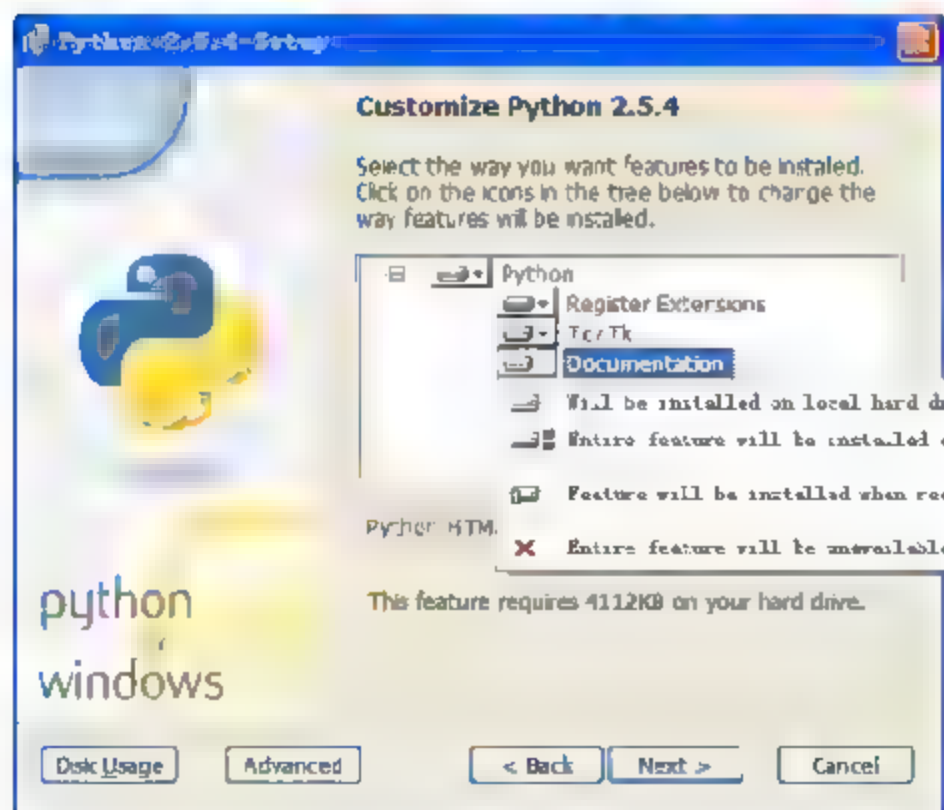 Python 2.5.4 Setup
Customize Python 2.5.4
Select the way you want features to be installed.
Click on the icons in the tree below to change the
way features will be installed.
Python
Register Extensions
Tcl/Tk
Documentation
Will be installed on local hard
Entire feature will be installed
Feature will be installed when
Entire feature will be unavailable
Python HTM
This feature requires 4112KB on your hard drive.
python
windows
Disk Usage
Advanced
< Back
Next >
Cancel